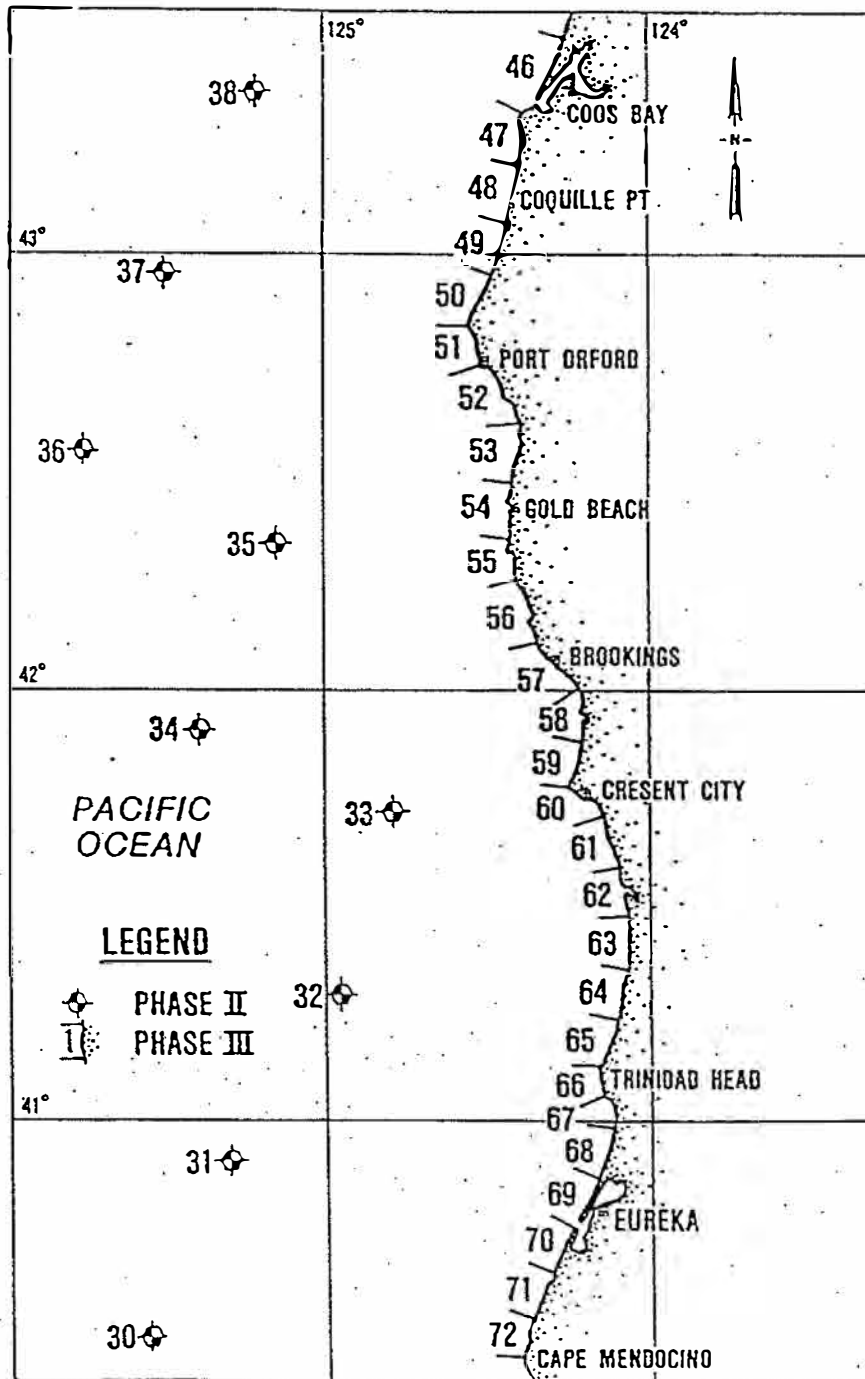 125° 124°
46
38
COOS BAY
47
-N-
48
COQUILLE PT
49
43°
37
50
51
PORT ORFORD
52
36
53
54
GOLD BEACH
35
55
56
BROOKINGS
57
42°
58
34
59
CRESENT CITY
33
60
PACIFIC
OCEAN
61
62
LEGEND
63
32
64
PHASE II
1 PHASE III
65
TRINIDAD HEAD
66
41°
67
68
31
69
EUREKA
70
71
30
72
CAPE MENDOCINO